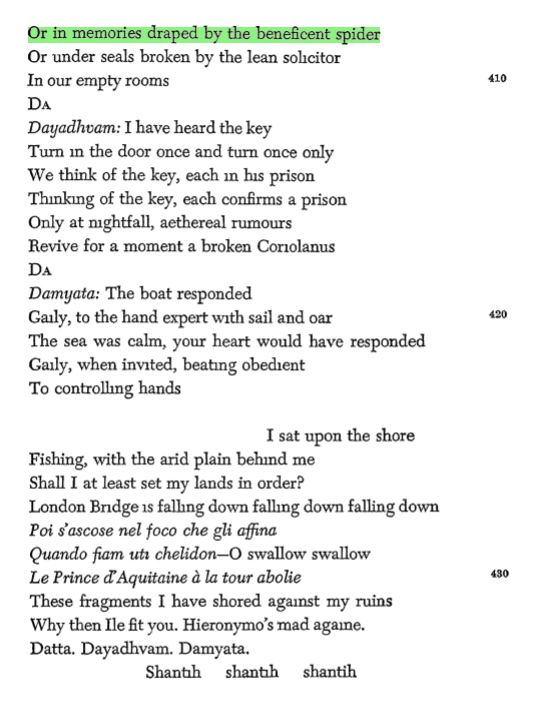 Or in memories draped by the beneficent spider
Or under seals broken by the lean solicitor
In our empty rooms 410
DA
Dayadhvam: I have heard the key
Turn in the door once and turn once only
We think of the key, each in his prison
Thinking of the key, each confirms a prison
Only at nightfall, aethereal rumours
Revive for a moment a broken Coriolanus
DA
Damyata: The boat responded
Gaily, to the hand expert with sail and oar 420
The sea was calm, your heart would have responded
Gaily, when invited, beating obedient
To controlling hands
I sat upon the shore
Fishing, with the arid plain behind me
Shall I at least set my lands in order?
London Bridge is falling down falling down falling down
Poi s'ascose nel foco che gli affina
Quando fiam uti chelidon—O swallow swallow
Le Prince d'Aquitaine à la tour abolie 430
These fragments I have shored against my ruins
Why then Ile fit you. Hieronymo's mad againe.
Datta. Dayadhvam. Damyata.
Shantih shantih shantih